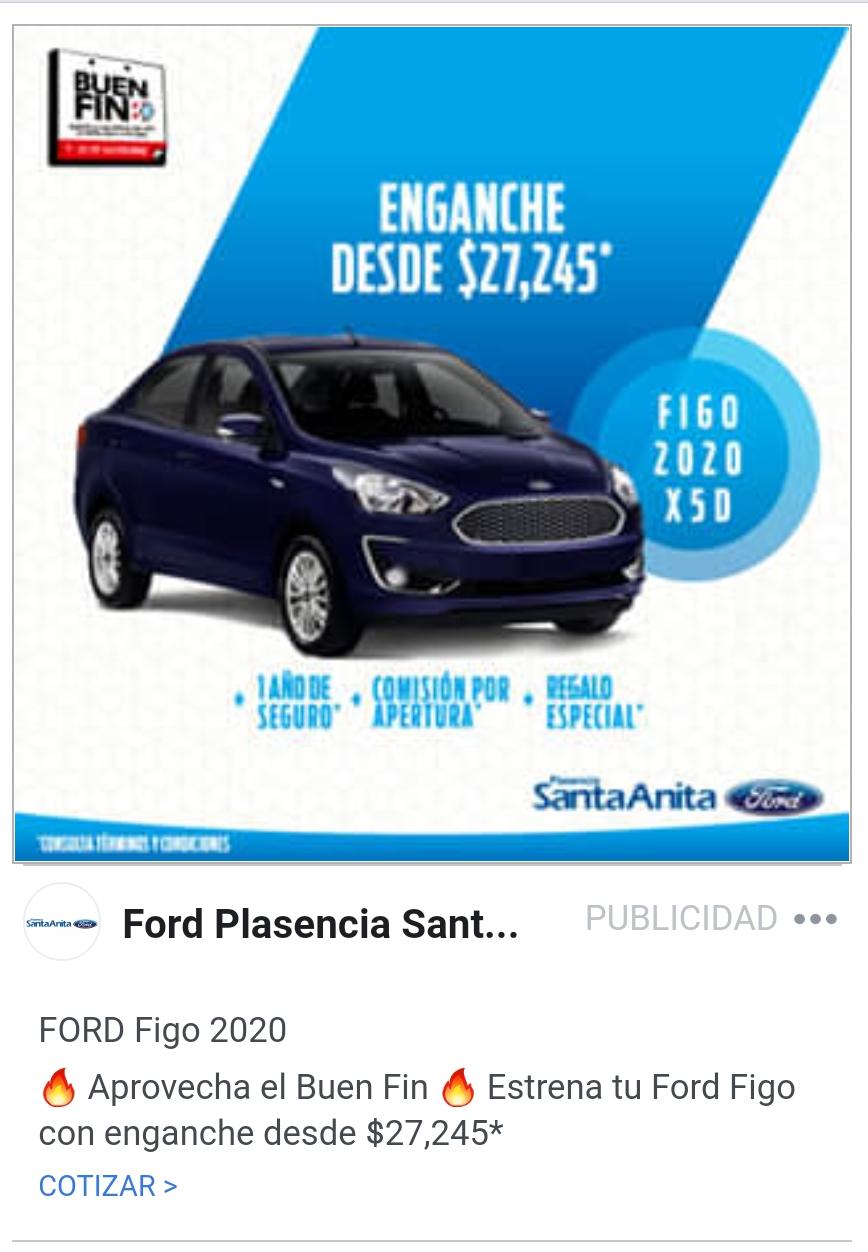 BUEN
FIN
ENGANCHE
DESDE $27,245*
FIGO
2020
X5D
• 1 AÑO DE SEGURO*
• COMISIÓN POR APERTURA*
• REGALO ESPECIAL*
Plasencia
SantaAnita Ford
*CONSULTA TÉRMINOS Y CONDICIONES
SantaAnita Ford
Ford Plasencia Sant...
PUBLICIDAD
FORD Figo 2020
🔥 Aprovecha el Buen Fin 🔥 Estrena tu Ford Figo
con enganche desde $27,245*
COTIZAR >